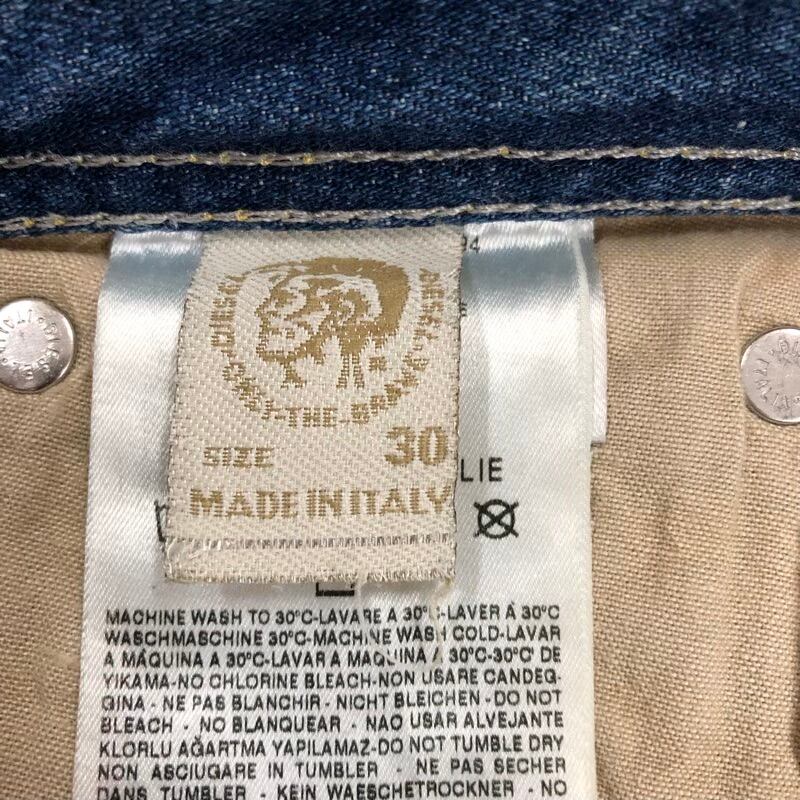 DIESEL-ONLY-THE-BRAVE
SIZE 30
MADE IN ITALY
LIE
MACHINE WASH TO 30°C-LAVARE A 30°C-LAVER À 30°C
WASCHMASCHINE 30°C-MACHINE WASH COLD-LAVAR
A MÁQUINA A 30°C-LAVAR A MAQUINA A 30°C-30°C' DE
YIKAMA-NO CHLORINE BLEACH-NON USARE CANDEG-
GINA - NE PAS BLANCHIR - NICHT BLEICHEN - DO NOT
BLEACH - NO BLANQUEAR - NAO USAR ALVEJANTE
KLORLU AĞARTMA YAPILAMAZ-DO NOT TUMBLE DRY
NON ASCIUGARE IN TUMBLER - NE PAS SECHER
DANS TUMBLER - KEIN WAESCHETROCKNER - NO